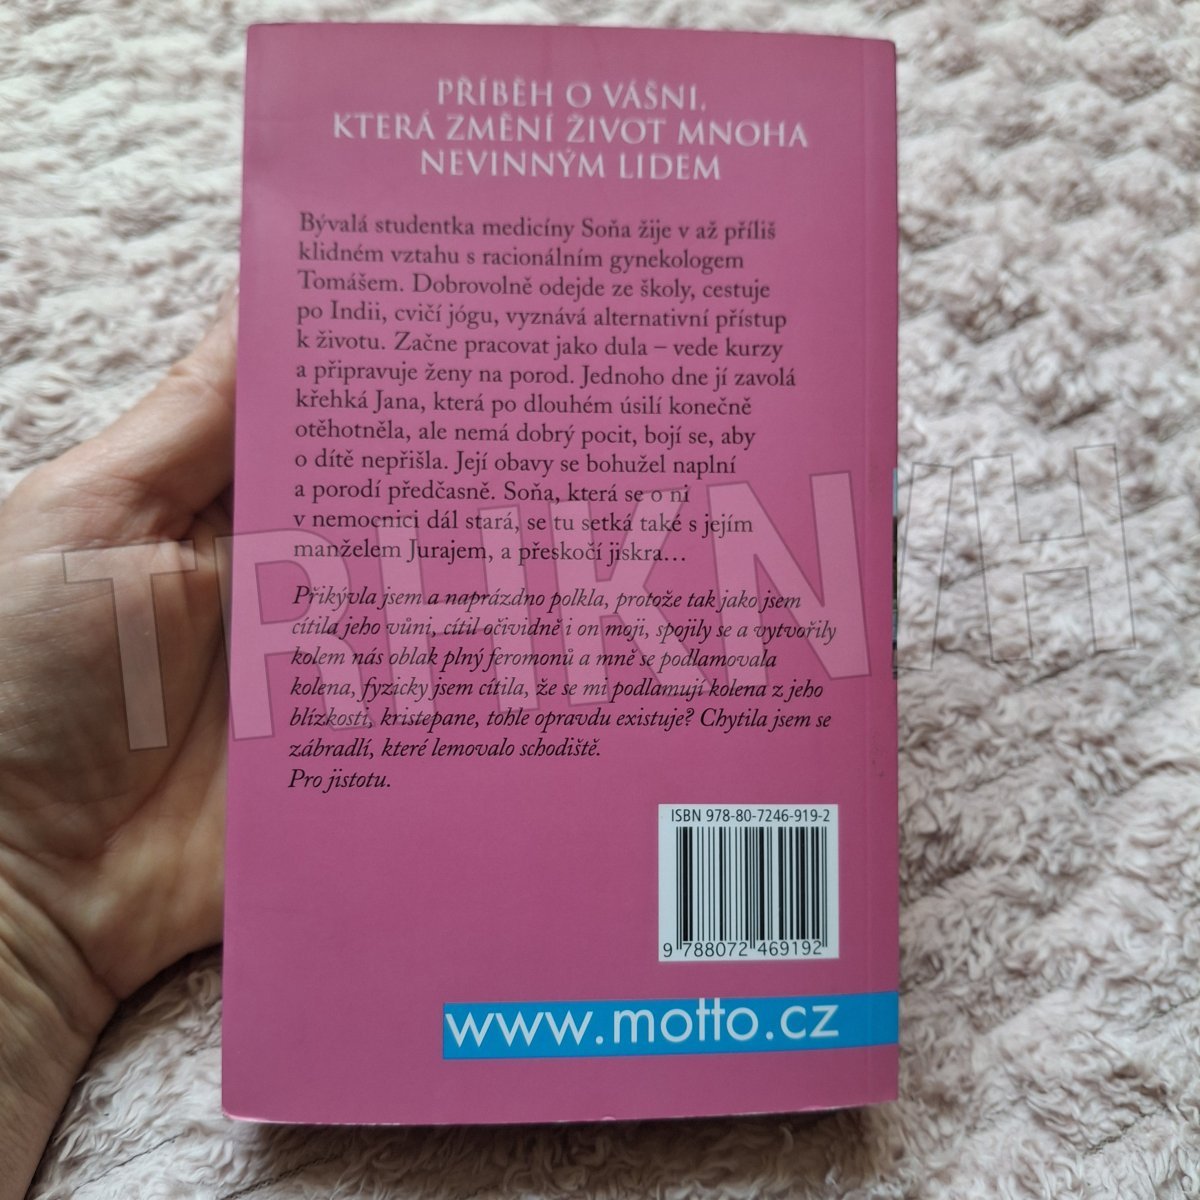 PŘÍBĚH O VÁŠNI,
KTERÁ ZMĚNÍ ŽIVOT MNOHA
NEVINNÝM LIDEM
Bývalá studentka medicíny Soňa žije v až příliš
klidném vztahu s racionálním gynekologem
Tomášem. Dobrovolně odejde ze školy, cestuje
po Indii, cvičí jógu, vyznává alternativní přístup
k životu. Začne pracovat jako dula – vede kurzy
a připravuje ženy na porod. Jednoho dne jí zavolá
křehká Jana, která po dlouhém úsilí konečně
otěhotněla, ale nemá dobrý pocit, bojí se, aby
o dítě nepřišla. Její obavy se bohužel naplní
a porodí předčasně. Soňa, která se o ni
v nemocnici dál stará, se tu setká také s jejím
manželem Jurajem, a přeskočí jiskra…
Přikývla jsem a naprázdno polkla, protože tak jako jsem
cítila jeho vůni, cítil očividně i on moji, spojily se a vytvořily
kolem nás oblak plný feromonů a mně se podlamovala
kolena, fyzicky jsem cítila, že se mi podlamují kolena z jeho
blízkosti, kristepane, tohle opravdu existuje? Chytila jsem se
zábradlí, které lemovalo schodiště.
Pro jistotu.
ISBN 978-80-7246-919-2
9 788072 469192
www.motto.cz